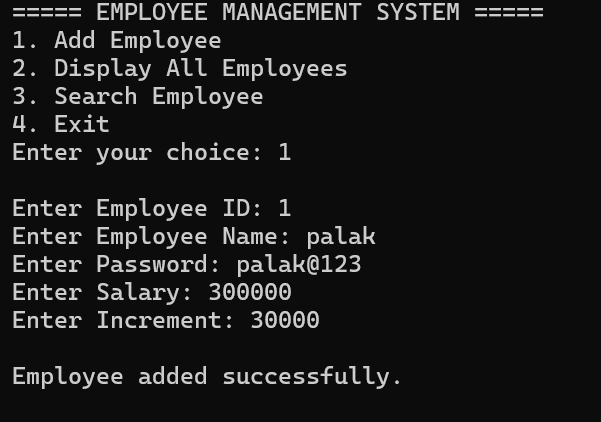 ===== EMPLOYEE MANAGEMENT SYSTEM =====
1. Add Employee
2. Display All Employees
3. Search Employee
4. Exit
Enter your choice: 1
Enter Employee ID: 1
Enter Employee Name: palak
Enter Password: palak@123
Enter Salary: 300000
Enter Increment: 30000
Employee added successfully.